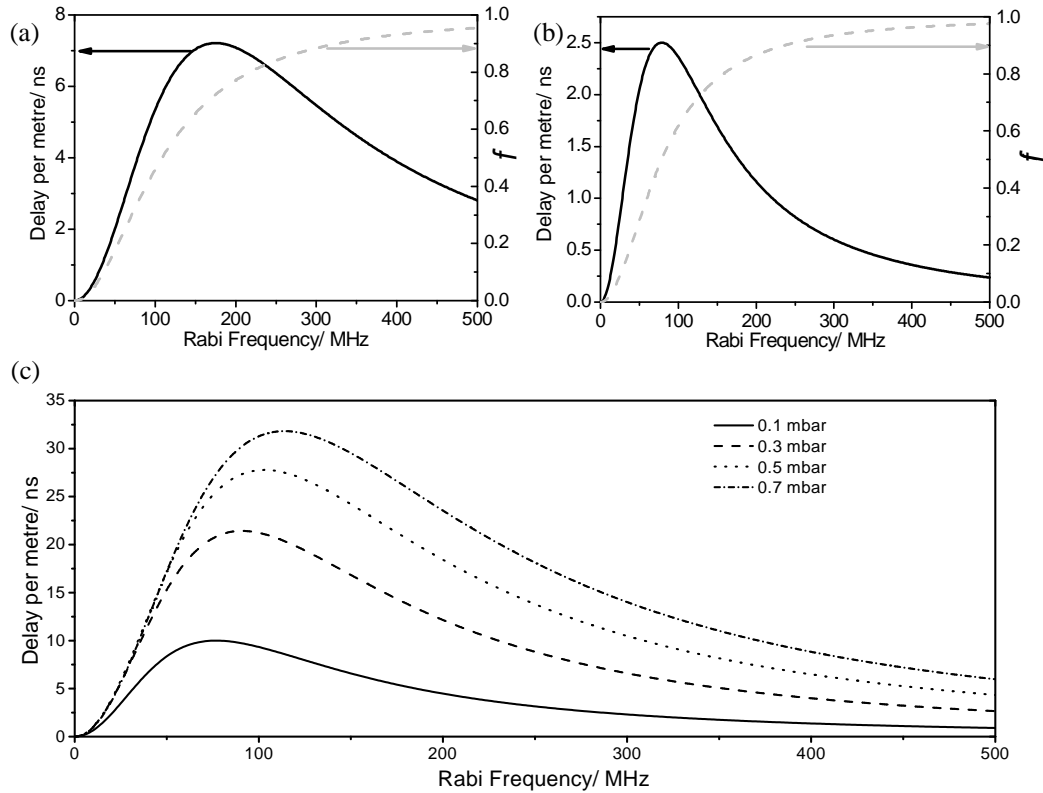 (a)
Delay per metre/ ns
8
6
4
2
0
0 100 200 300 400 500
Rabi Frequency/ MHz
1.0
0.8
0.6
0.4
0.2
0.0
f
(b)
Delay per metre/ ns
2.5
2.0
1.5
1.0
0.5
0.0
0 100 200 300 400 500
Rabi Frequency/ MHz
1.0
0.8
0.6
0.4
0.2
0.0
f
(c)
Delay per metre/ ns
35
30
25
20
15
10
5
0
0 100 200 300 400 500
Rabi Frequency/ MHz
0.1 mbar
0.3 mbar
0.5 mbar
0.7 mbar